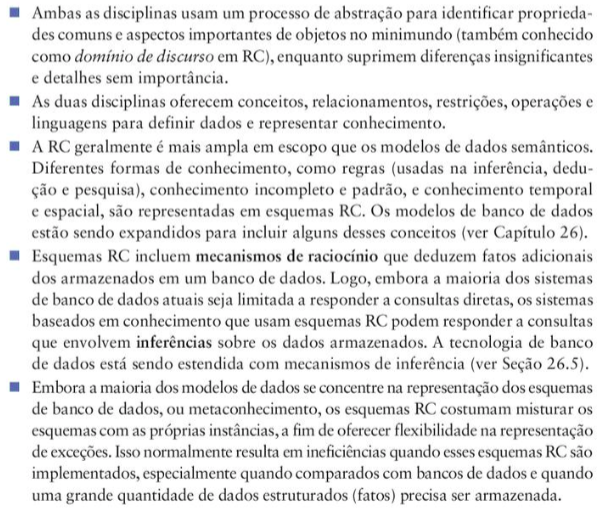 ■ Ambas as disciplinas usam um processo de abstração para identificar proprieda-
des comuns e aspectos importantes de objetos no minimundo (também conhecido
como domínio de discurso em RC), enquanto suprimem diferenças insignificantes
e detalhes sem importância.
■ As duas disciplinas oferecem conceitos, relacionamentos, restrições, operações e
linguagens para definir dados e representar conhecimento.
■ A RC geralmente é mais ampla em escopo que os modelos de dados semânticos.
Diferentes formas de conhecimento, como regras (usadas na inferência, dedu-
ção e pesquisa), conhecimento incompleto e padrão, e conhecimento temporal
e espacial, são representadas em esquemas RC. Os modelos de banco de dados
estão sendo expandidos para incluir alguns desses conceitos (ver Capítulo 26).
■ Esquemas RC incluem mecanismos de raciocínio que deduzem fatos adicionais
dos armazenados em um banco de dados. Logo, embora a maioria dos sistemas
de banco de dados atuais seja limitada a responder a consultas diretas, os sistemas
baseados em conhecimento que usam esquemas RC podem responder a consultas
que envolvem inferências sobre os dados armazenados. A tecnologia de banco
de dados está sendo estendida com mecanismos de inferência (ver Seção 26.5).
■ Embora a maioria dos modelos de dados se concentre na representação dos esquemas
de banco de dados, ou metaconhecimento, os esquemas RC costumam misturar os
esquemas com as próprias instâncias, a fim de oferecer flexibilidade na representação
de exceções. Isso normalmente resulta em ineficiências quando esses esquemas RC são
implementados, especialmente quando comparados com bancos de dados e quando
uma grande quantidade de dados estruturados (fatos) precisa ser armazenada.